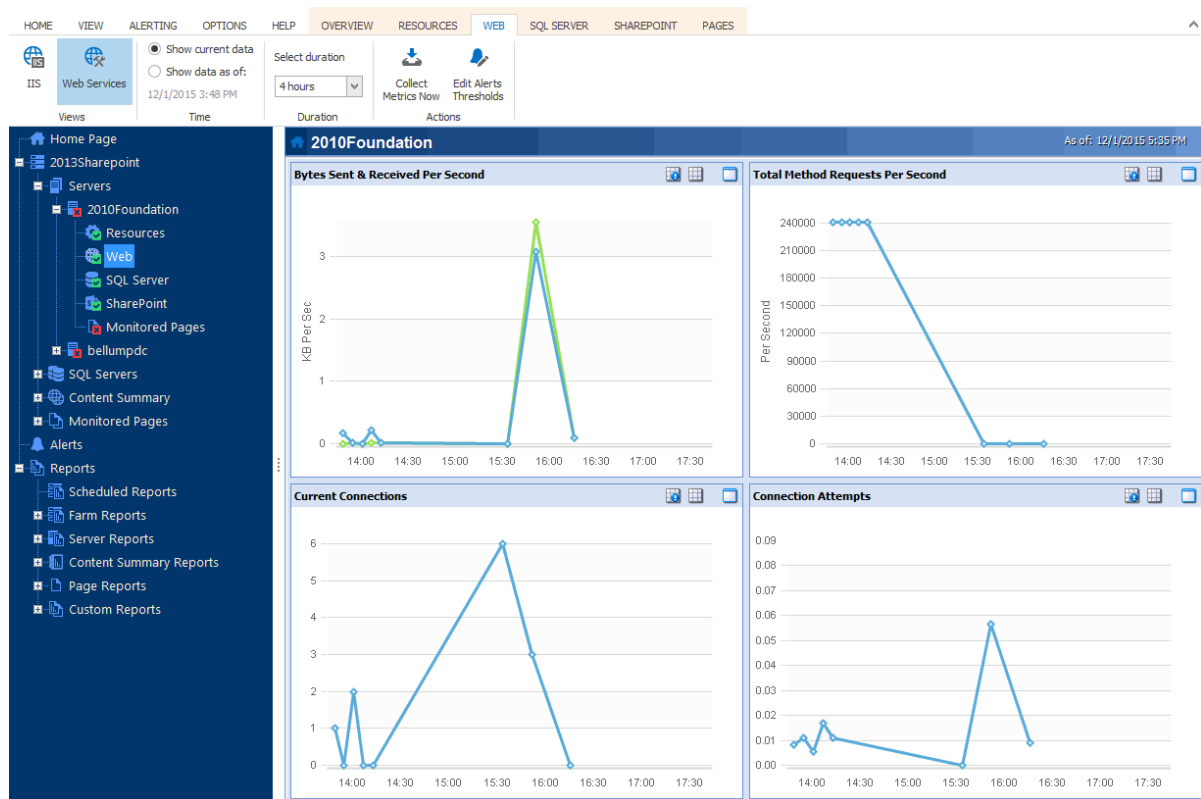 HOME VIEW ALERTING OPTIONS HELP OVERVIEW RESOURCES WEB SQL SERVER SHAREPOINT PAGES
IIS
IIS
Web Services
Views
Show current data
Show data as of:
12/1/2015 3:48 PM
Time
Select duration
4 hours
Duration
Collect
Metrics Now
Edit Alerts
Thresholds
Actions
Home Page
2013Sharepoint
Servers
2010Foundation
Resources
Web
SQL Server
SharePoint
Monitored Pages
bellumpdc
SQL Servers
Content Summary
Monitored Pages
Alerts
Reports
Scheduled Reports
Farm Reports
Server Reports
Content Summary Reports
Page Reports
Custom Reports
2010Foundation
As of: 12/1/2015 5:35 PM
Bytes Sent & Received Per Second
KB Per Sec
3
2
1
0
14:00 14:30 15:00 15:30 16:00 16:30 17:00 17:30
Total Method Requests Per Second
Per Second
240000
210000
180000
150000
120000
90000
60000
30000
0
14:00 14:30 15:00 15:30 16:00 16:30 17:00 17:30
Current Connections
6
5
4
3
2
1
0
14:00 14:30 15:00 15:30 16:00 16:30 17:00 17:30
Connection Attempts
0.09
0.08
0.07
0.06
0.05
0.04
0.03
0.02
0.01
0.00
14:00 14:30 15:00 15:30 16:00 16:30 17:00 17:30